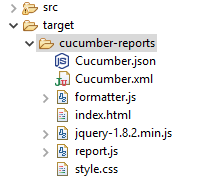 src
target
cucumber-reports
Cucumber.json
Cucumber.xml
formatter.js
index.html
jquery-1.8.2.min.js
report.js
style.css